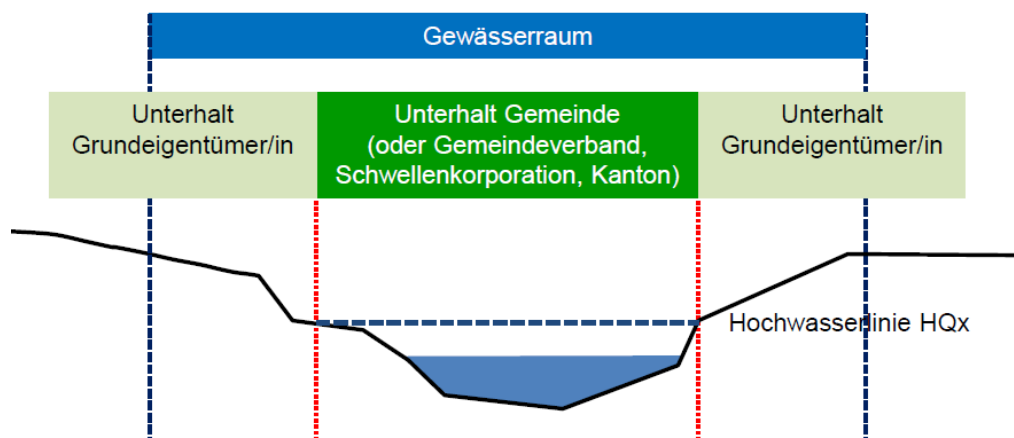 Gewässerraum
Unterhalt
Grundeigentümer/in
Unterhalt Gemeinde
(oder Gemeindeverband,
Schwellenkorporation, Kanton)
Unterhalt
Grundeigentümer/in
Hochwasserlinie HQx